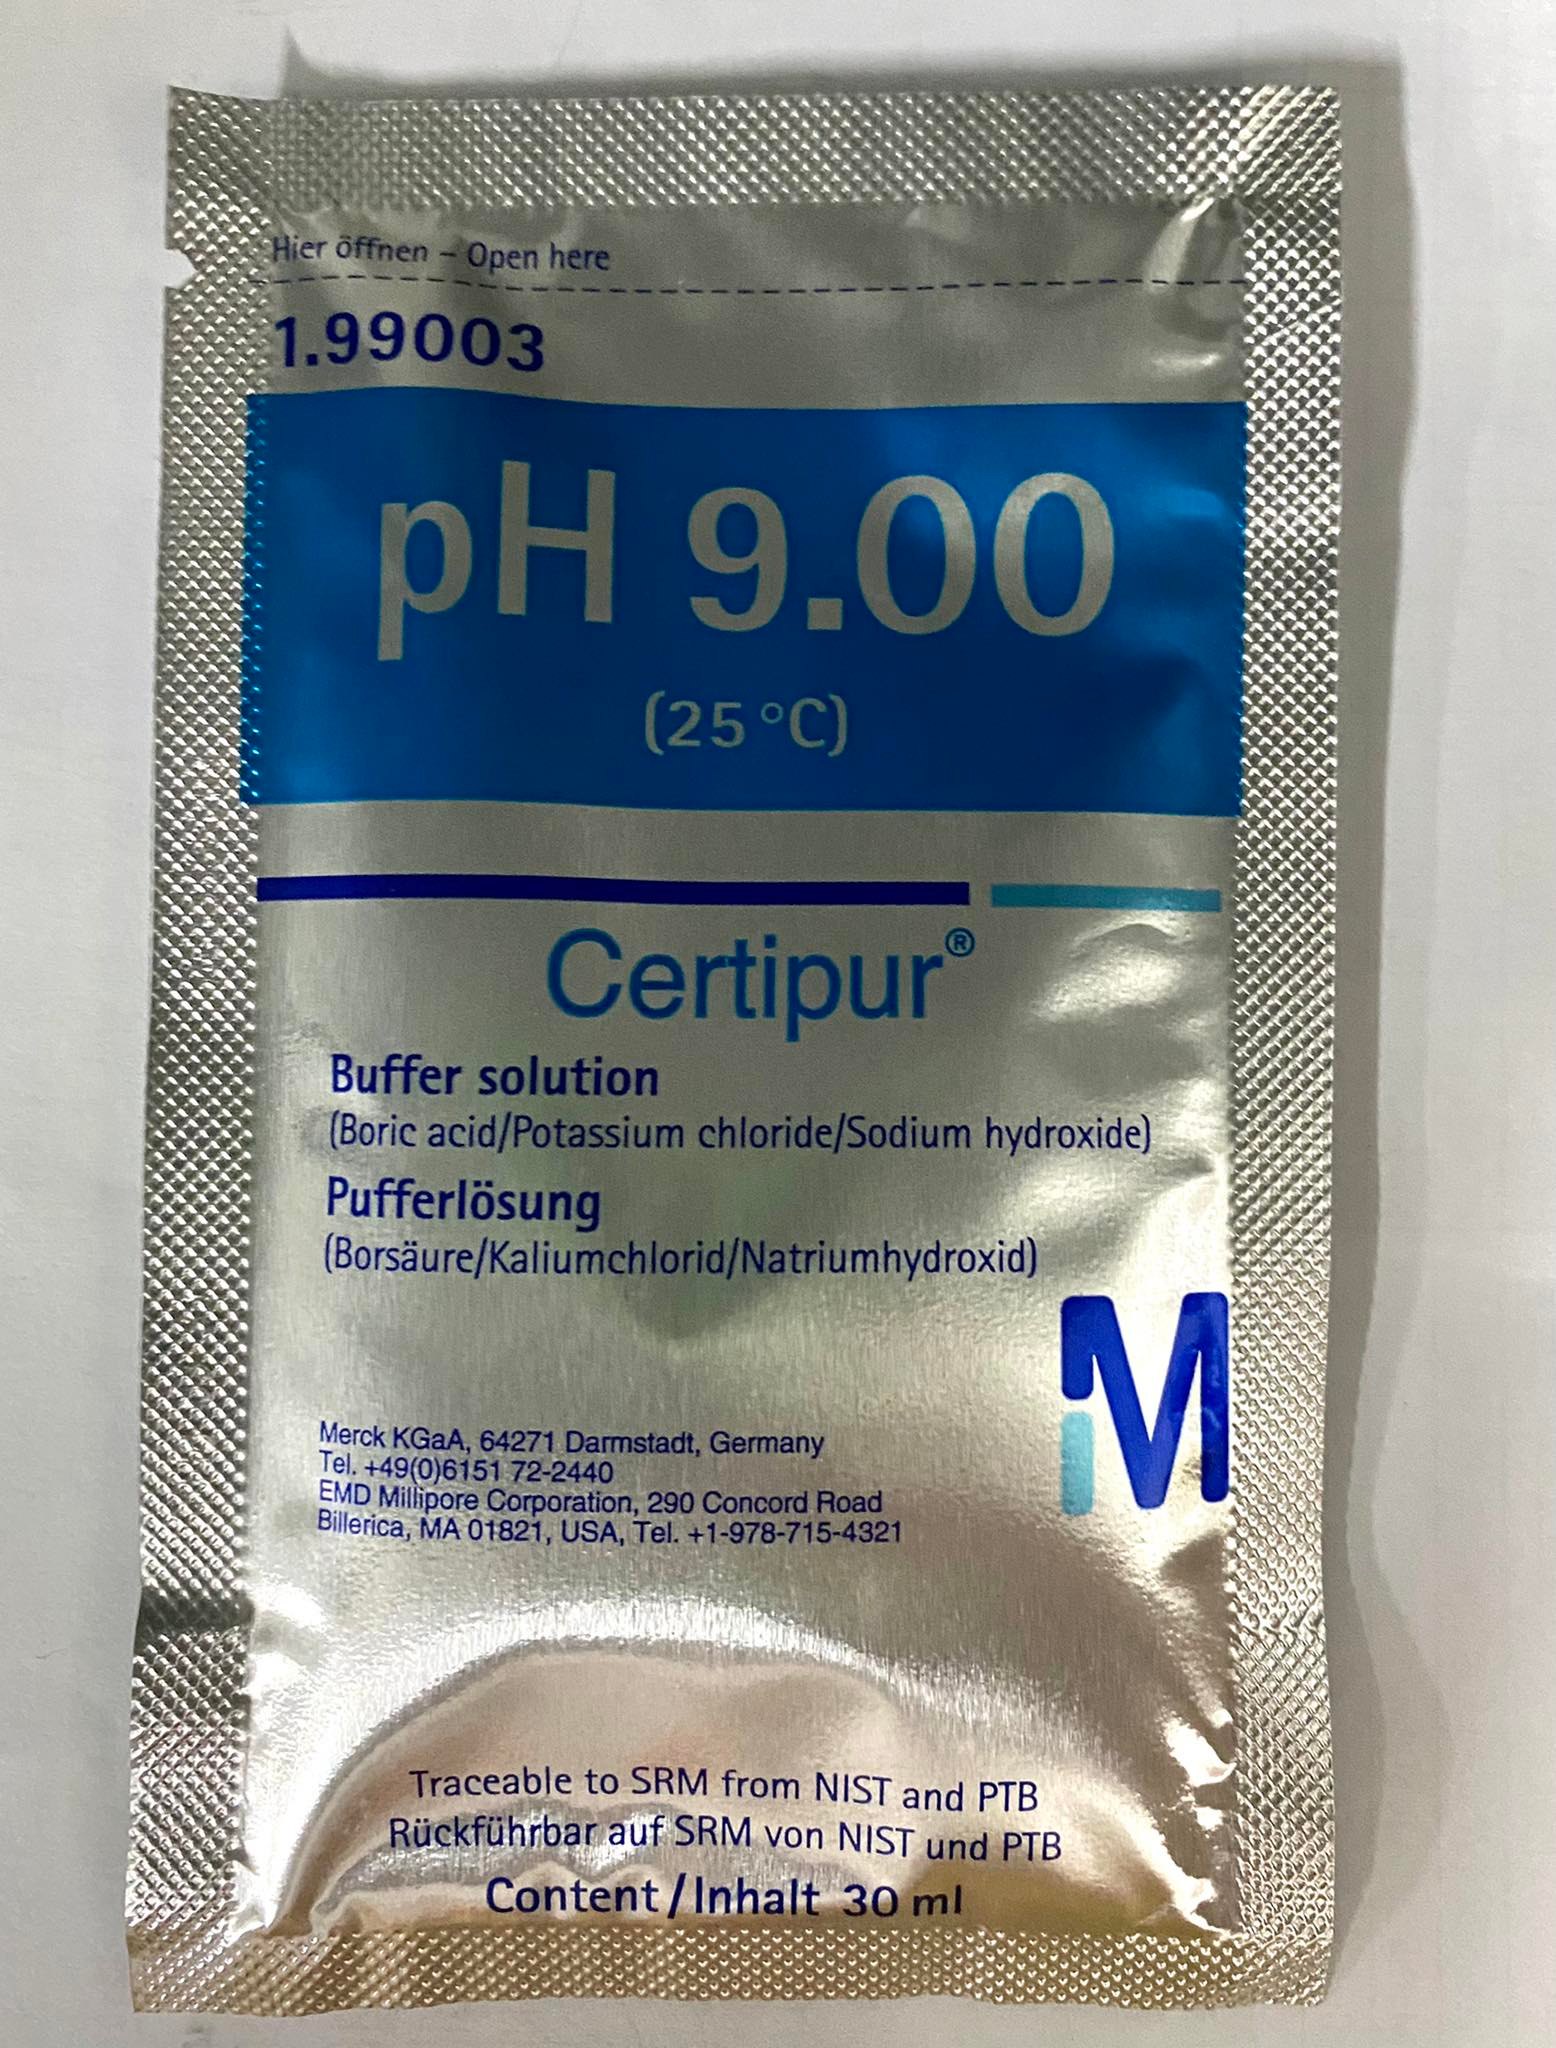 Hier öffnen – Open here
1.99003
pH 9.00
(25 °C)
Certipur®
Buffer solution
(Boric acid/Potassium chloride/Sodium hydroxide)
Pufferlösung
(Borsäure/Kaliumchlorid/Natriumhydroxid)
M
Merck KGaA, 64271 Darmstadt, Germany
Tel. +49(0)6151 72-2440
EMD Millipore Corporation, 290 Concord Road
Billerica, MA 01821, USA, Tel. +1-978-715-4321
Traceable to SRM from NIST and PTB
Rückführbar auf SRM von NIST und PTB
Content / Inhalt 30 ml